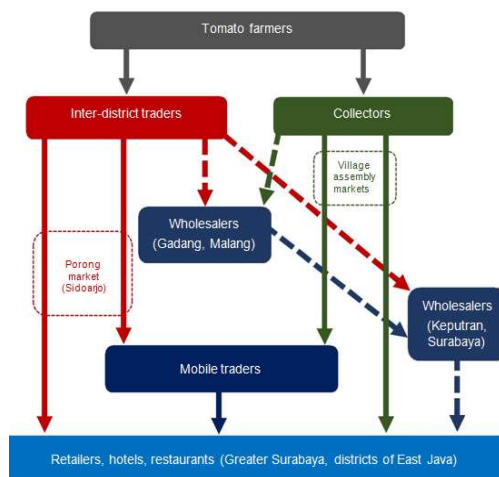 Tomato farmers
Inter-district traders
Collectors
Village
assembly
markets
Wholesalers
(Gadang, Malang)
Porong
market
(Sidoarjo)
Wholesalers
(Keputran,
Surabaya)
Mobile traders
Retailers, hotels, restaurants (Greater Surabaya, districts of East Java)